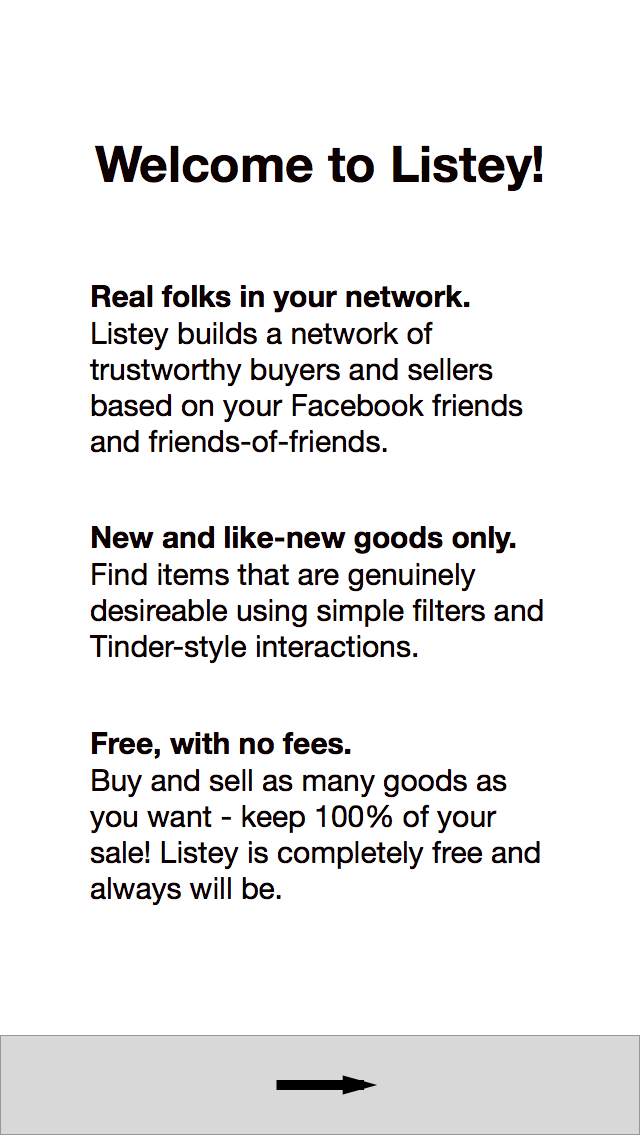 Welcome to Listey!
Real folks in your network.
Listey builds a network of
trustworthy buyers and sellers
based on your Facebook friends
and friends-of-friends.
New and like-new goods only.
Find items that are genuinely
desireable using simple filters and
Tinder-style interactions.
Free, with no fees.
Buy and sell as many goods as
you want - keep 100% of your
sale! Listey is completely free and
always will be.